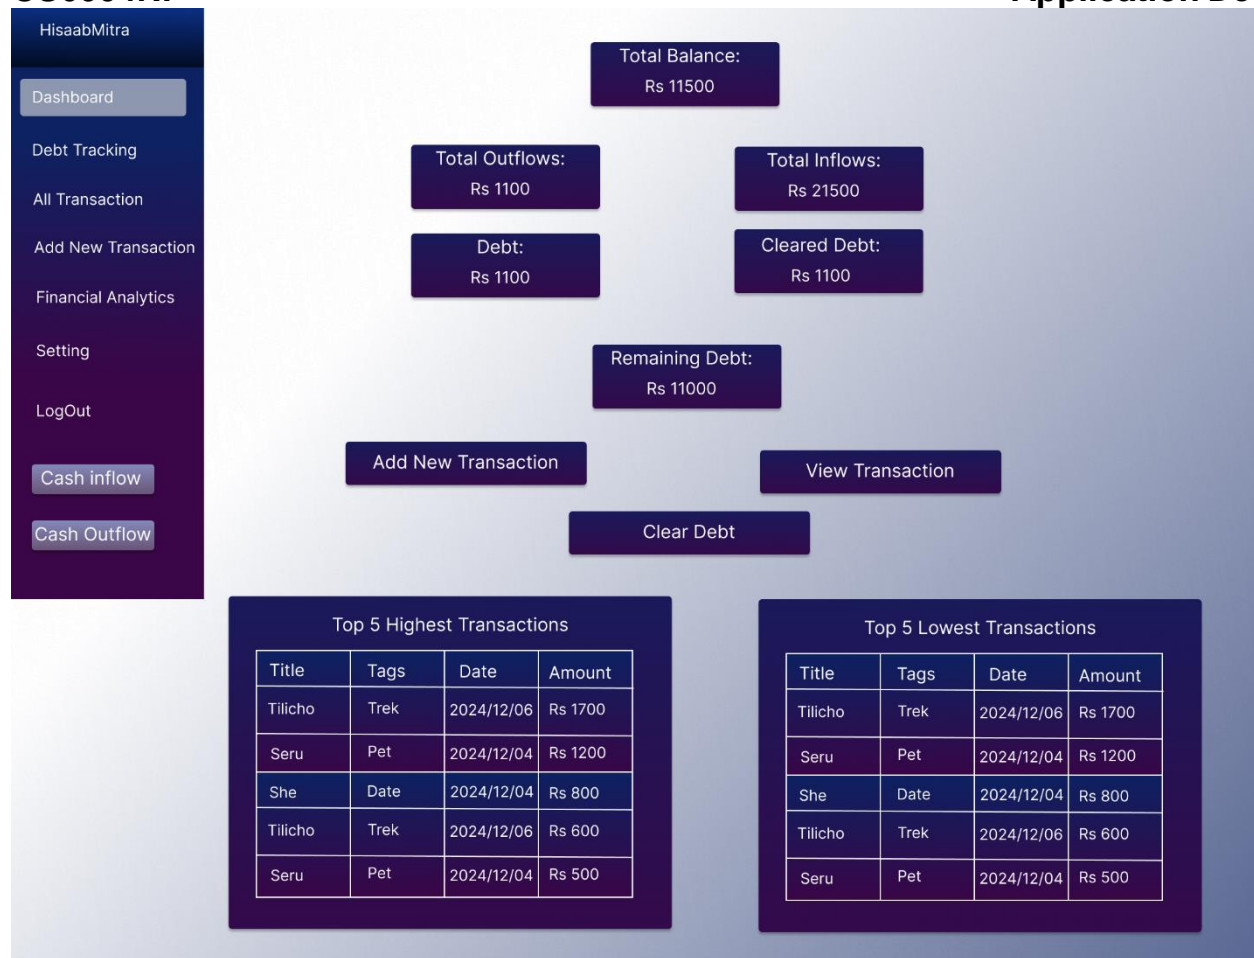 HisaabMitra
Dashboard
Debt Tracking
All Transaction
Add New Transaction
Financial Analytics
Setting
LogOut
Cash inflow
Cash Outflow
Total Balance:
Rs 11500
Total Outflows:
Rs 1100
Total Inflows:
Rs 21500
Debt:
Rs 1100
Cleared Debt:
Rs 1100
Remaining Debt:
Rs 11000
Add New Transaction
View Transaction
Clear Debt
Top 5 Highest Transactions
Title Tags Date Amount
Tilicho Trek 2024/12/06 Rs 1700
Seru Pet 2024/12/04 Rs 1200
She Date 2024/12/04 Rs 800
Tilicho Trek 2024/12/06 Rs 600
Seru Pet 2024/12/04 Rs 500
Top 5 Lowest Transactions
Title Tags Date Amount
Tilicho Trek 2024/12/06 Rs 1700
Seru Pet 2024/12/04 Rs 1200
She Date 2024/12/04 Rs 800
Tilicho Trek 2024/12/06 Rs 600
Seru Pet 2024/12/04 Rs 500